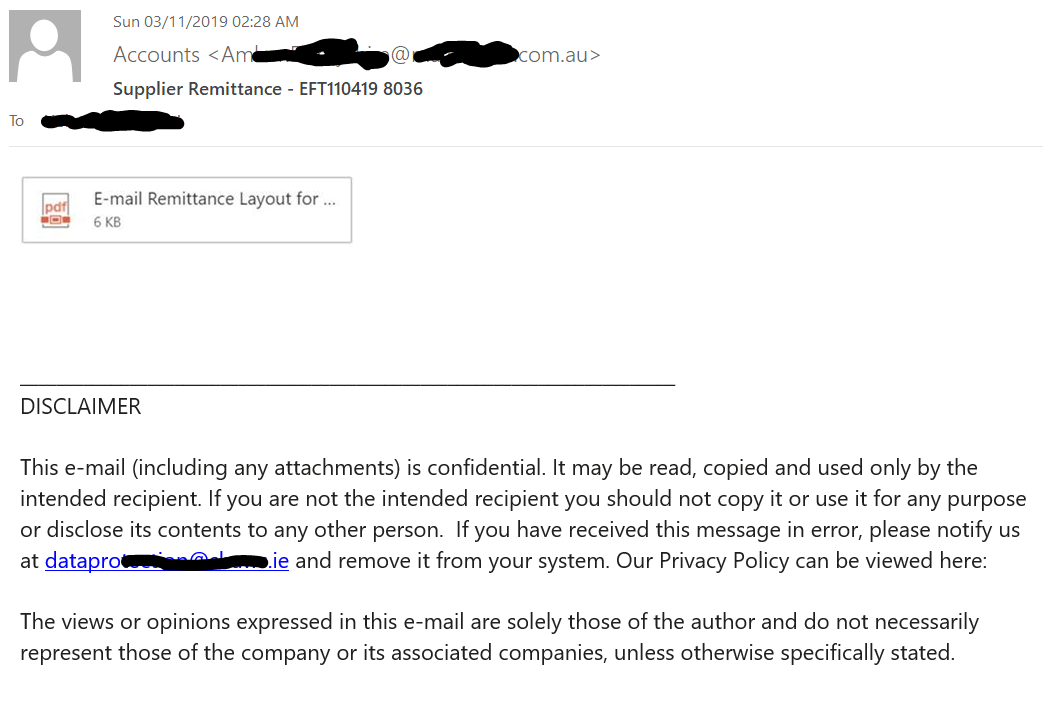 Sun 03/11/2019 02:28 AM
Accounts <Am @ .com.au>
Supplier Remittance - EFT110419 8036
To
pdf
E-mail Remittance Layout for ...
6 KB
DISCLAIMER
This e-mail (including any attachments) is confidential. It may be read, copied and used only by the
intended recipient. If you are not the intended recipient you should not copy it or use it for any purpose
or disclose its contents to any other person.  If you have received this message in error, please notify us
at datapro .ie and remove it from your system. Our Privacy Policy can be viewed here:
The views or opinions expressed in this e-mail are solely those of the author and do not necessarily
represent those of the company or its associated companies, unless otherwise specifically stated.